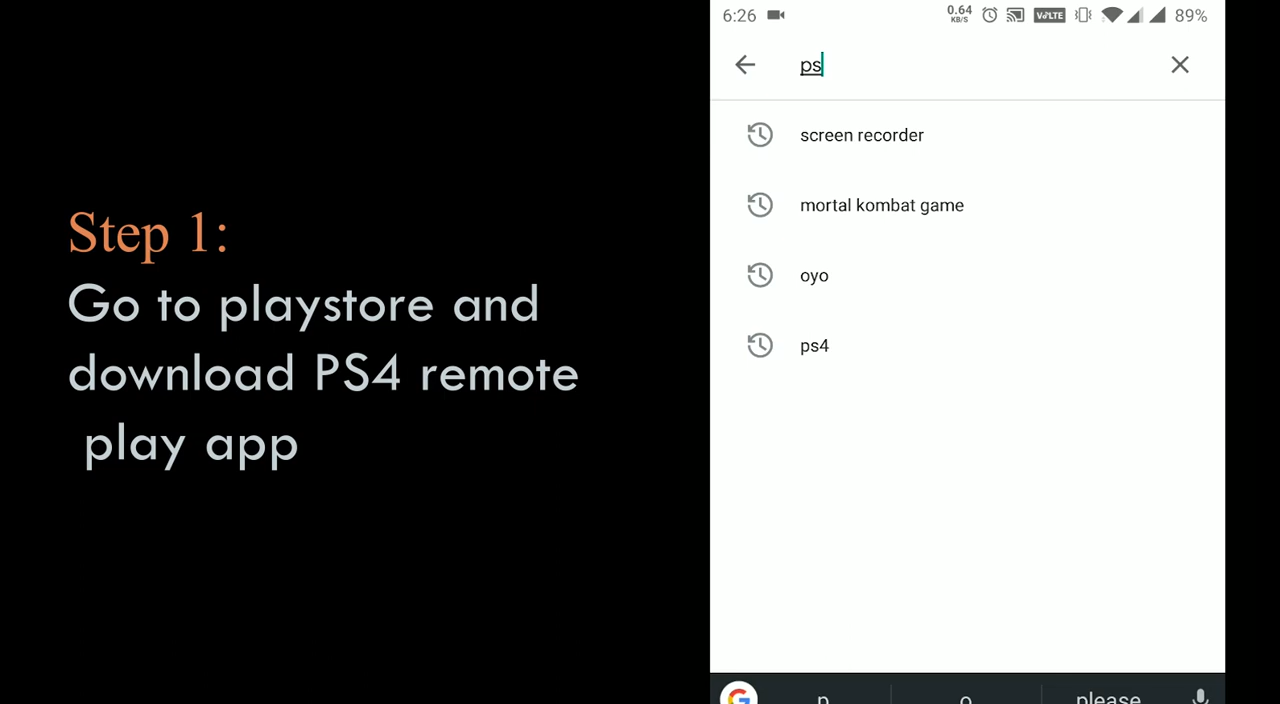 Step 1:
Go to playstore and
download PS4 remote
play app
6:26 0.64 KB/S VoLTE 89%
ps
screen recorder
mortal kombat game
oyo
ps4
p o please